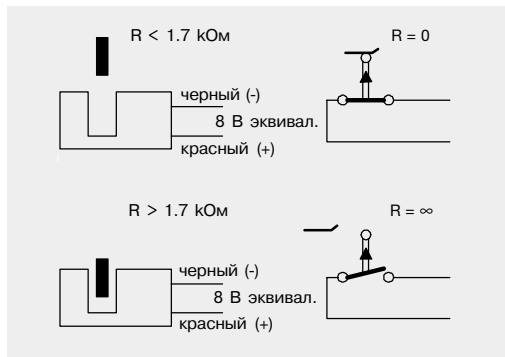 R < 1.7 kОм
R = 0
черный (-)
8 В эквивал.
красный (+)
R > 1.7 kОм
R = ∞
черный (-)
8 В эквивал.
красный (+)